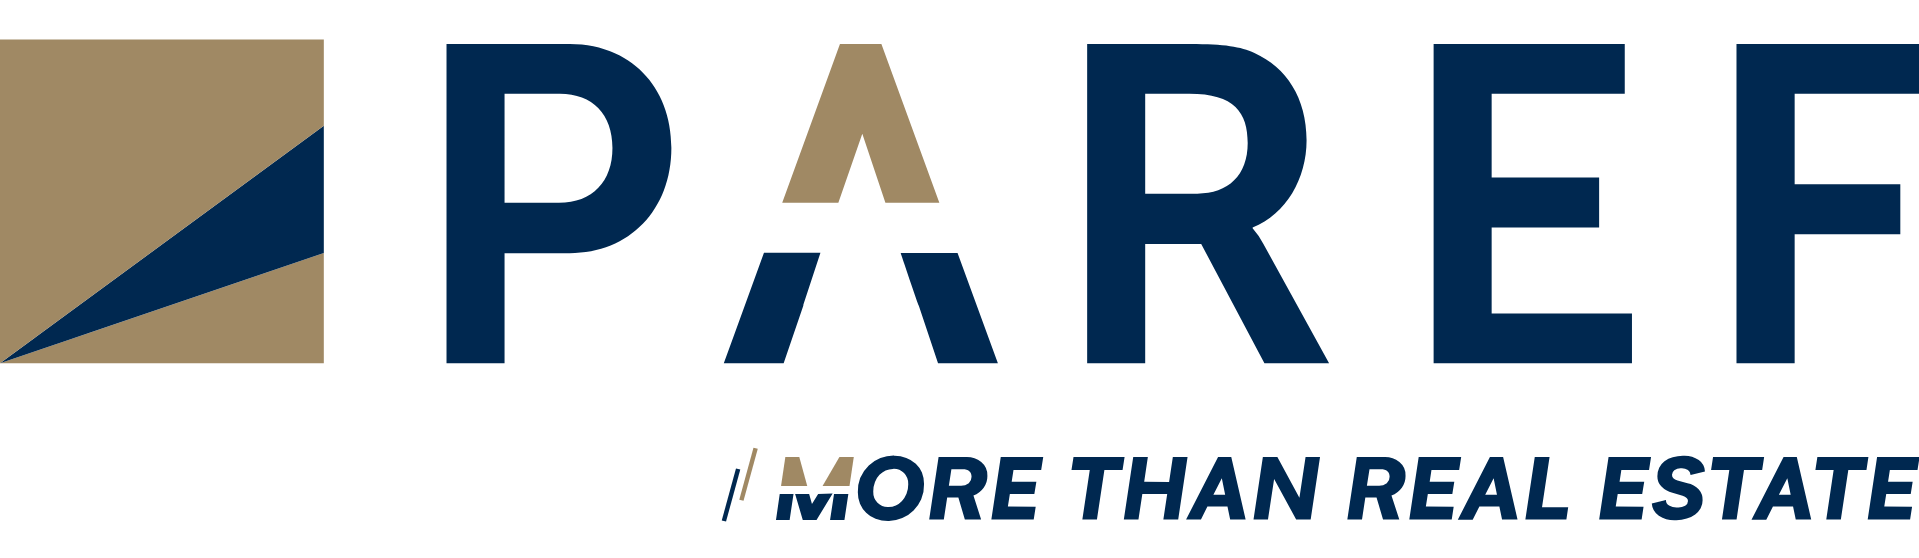 PAREF
// MORE THAN REAL ESTATE